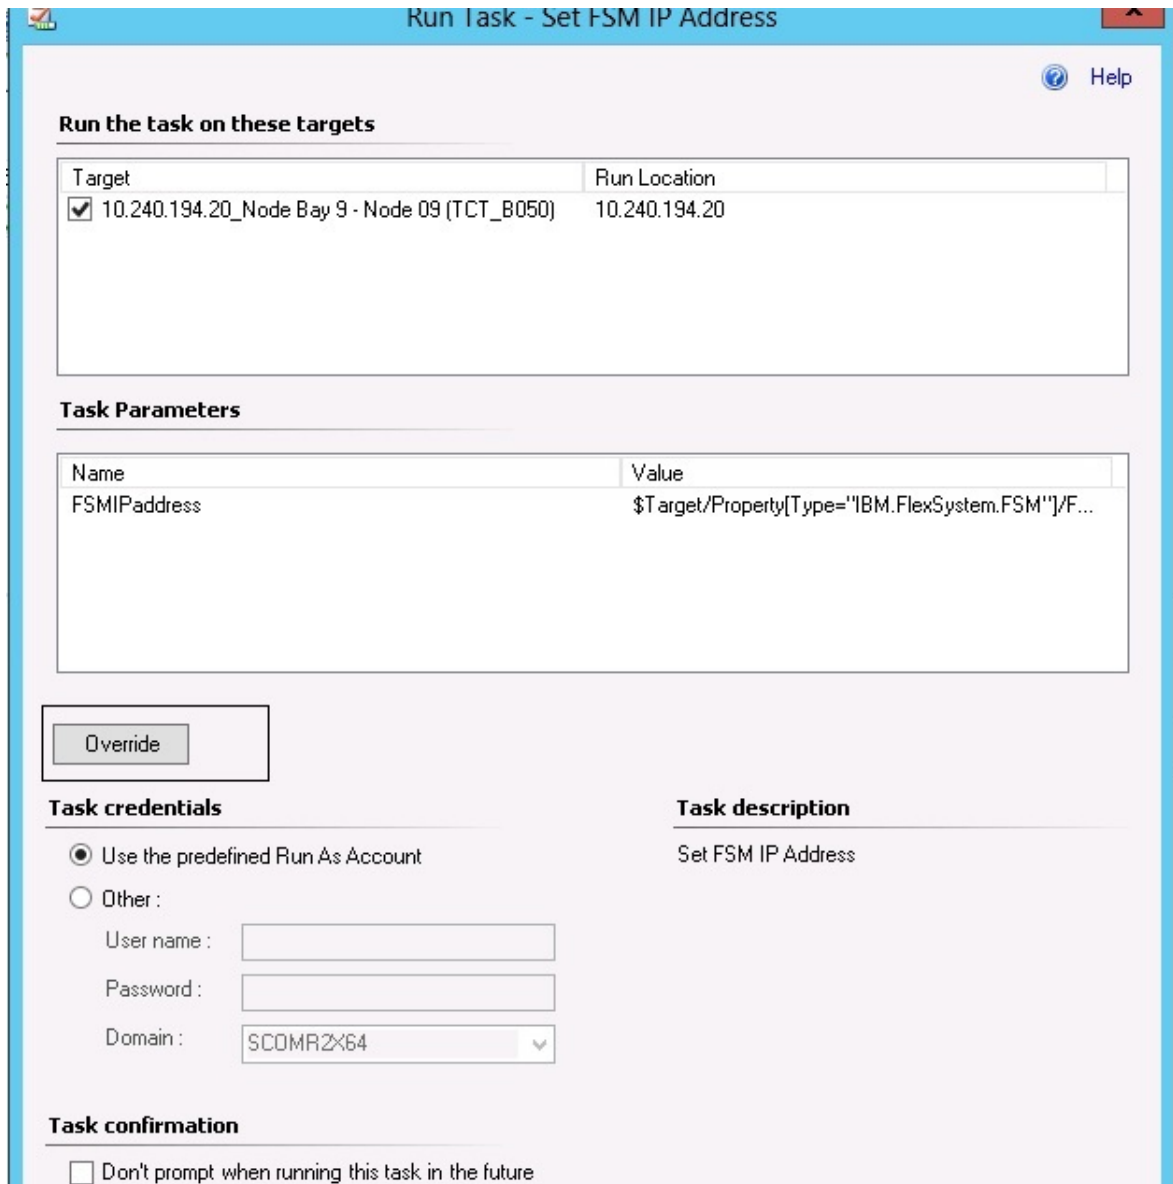 Run Task - Set FSM IP Address
Help
Run the task on these targets
Target Run Location
10.240.194.20_Node Bay 9 - Node 09 (TCT_B050) 10.240.194.20
Task Parameters
Name Value
FSMIPaddress $Target/Property[Type="IBM.FlexSystem.FSM"]/F...
Override
Task credentials Task description
Use the predefined Run As Account Set FSM IP Address
Other :
User name :
Password :
Domain : SCOMR2X64
Task confirmation
Don't prompt when running this task in the future